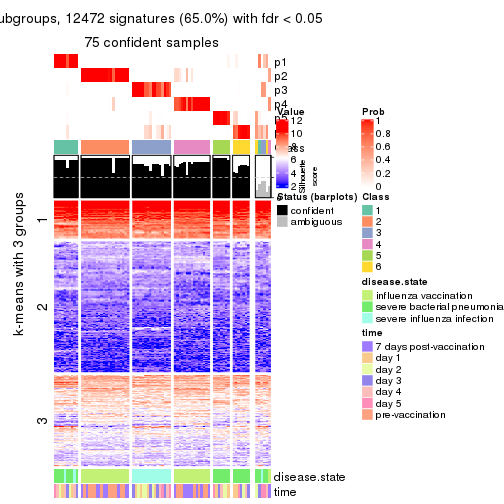 ubgroups, 12472 signatures (65.0%) with fdr < 0.05
75 confident samples
p1
p2
p3
p4
Value
12
10
6
4
2
Silhouette
score
Prob
1
0.8
0.6
0.4
0.2
0
Status (barplots)
confident
ambiguous
Class
1
2
3
4
5
6
disease.state
influenza vaccination
severe bacterial pneumonia
severe influenza infection
time
7 days post-vaccination
day 1
day 2
day 3
day 4
day 5
pre-vaccination
k-means with 3 groups
1
2
3
disease.state
time